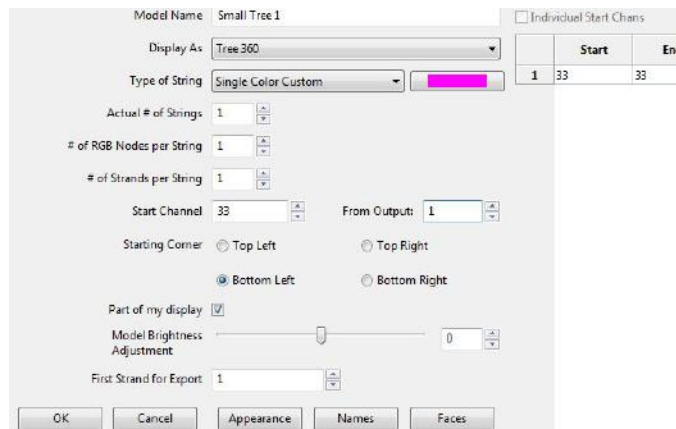 Model Name Small Tree 1
Individual Start Chans
Display As Tree 360
Start
Type of String Single Color Custom
1 33 33
Actual # of Strings 1
# of RGB Nodes per String 1
# of Strands per String 1
Start Channel 33 From Output: 1
Starting Corner Top Left Top Right
Bottom Left Bottom Right
Part of my display
Model Brightness 0
Adjustment
First Strand for Export 1
OK Cancel Appearance Names Faces